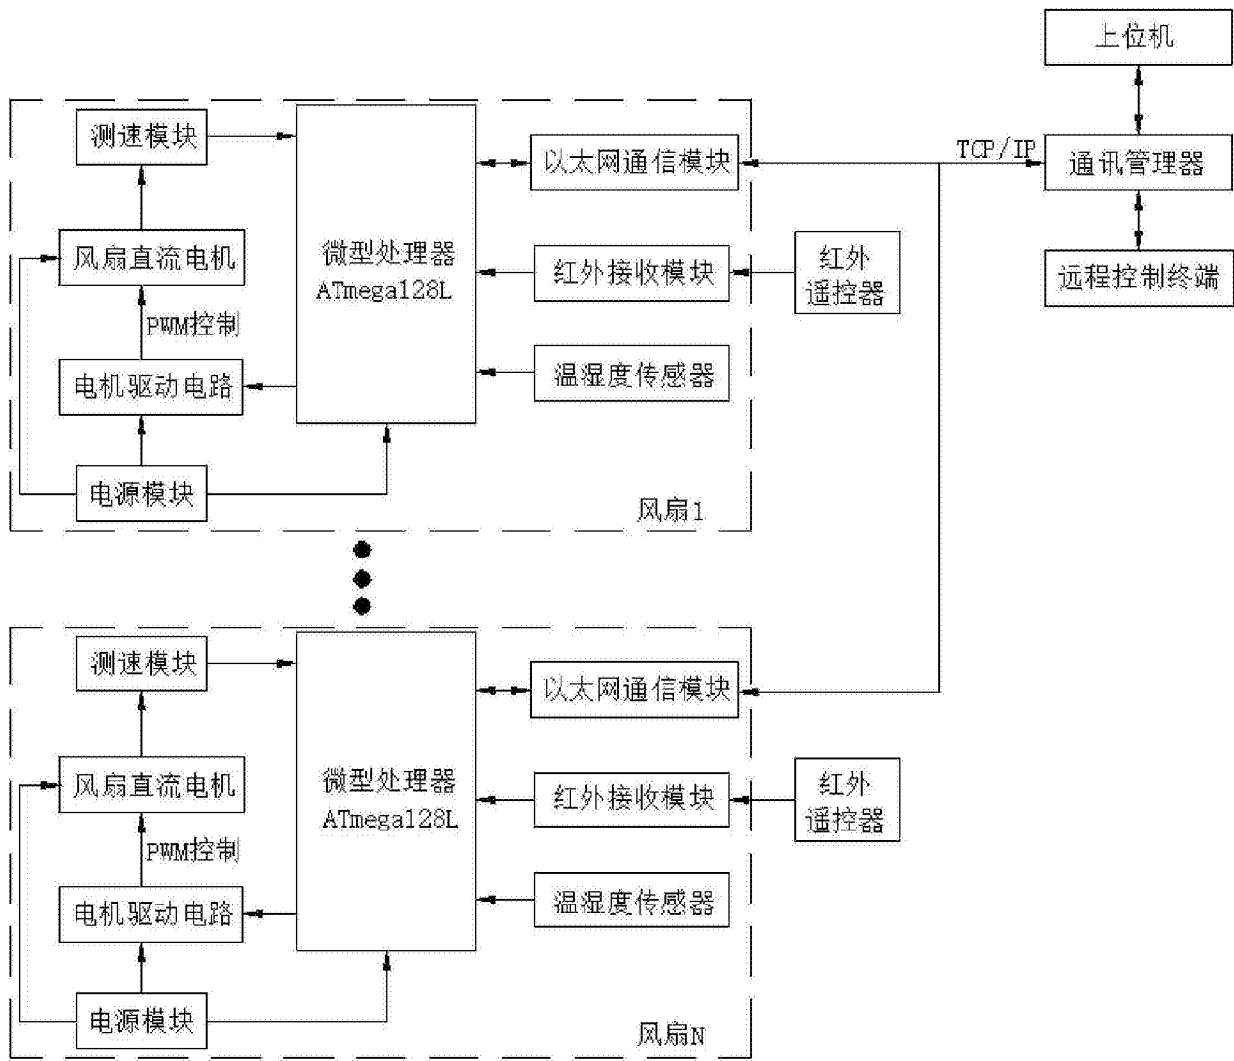 上位机
测速模块
以太网通信模块
TCP/IP
通讯管理器
风扇直流电机
微型处理器
ATmega128L
红外接收模块
红外
遥控器
远程控制终端
PWM控制
电机驱动电路
温湿度传感器
电源模块
风扇1
测速模块
以太网通信模块
风扇直流电机
微型处理器
ATmega128L
红外接收模块
红外
遥控器
PWM控制
电机驱动电路
温湿度传感器
电源模块
风扇N